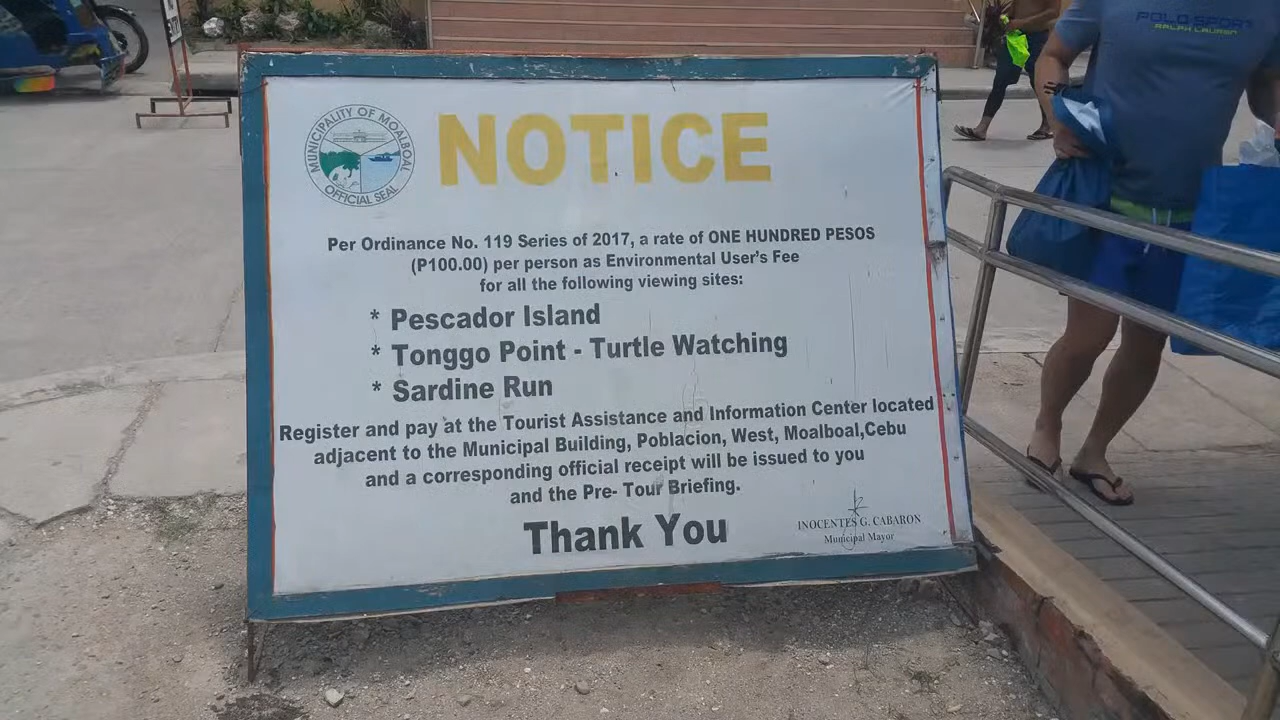 POLO SPORT
RALPH LAUREN
MUNICIPALITY OF MOALBOAL
OFFICIAL SEAL
NOTICE
Per Ordinance No. 119 Series of 2017, a rate of ONE HUNDRED PESOS
(P100.00) per person as Environmental User's Fee
for all the following viewing sites:
* Pescador Island
* Tonggo Point - Turtle Watching
* Sardine Run
Register and pay at the Tourist Assistance and Information Center located
adjacent to the Municipal Building, Poblacion, West, Moalboal,Cebu
and a corresponding official receipt will be issued to you
and the Pre- Tour Briefing.
Thank You
INOCENTES G. CABARON
Municipal Mayor